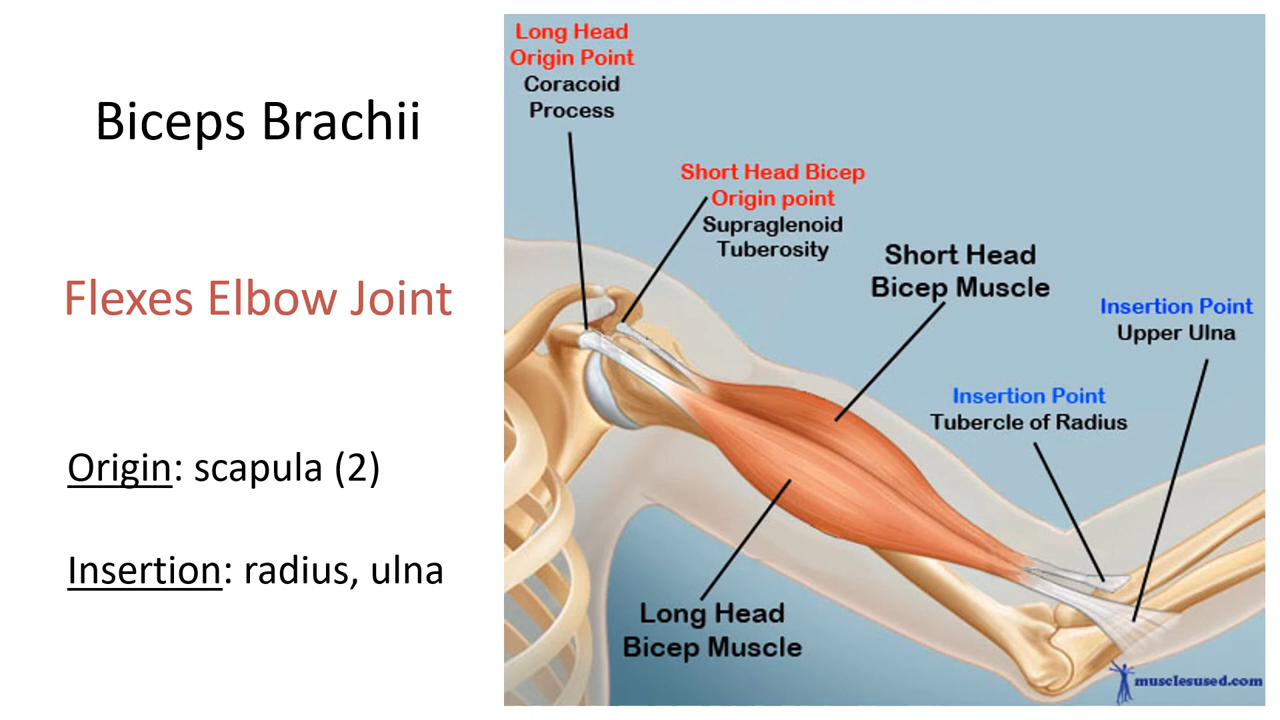 Biceps Brachii
Flexes Elbow Joint
Origin: scapula (2)
Insertion: radius, ulna
Long Head
Origin Point
Coracoid
Process
Short Head Bicep
Origin point
Supraglenoid
Tuberosity
Short Head
Bicep Muscle
Insertion Point
Upper Ulna
Insertion Point
Tubercle of Radius
Long Head
Bicep Muscle
musclesused.com